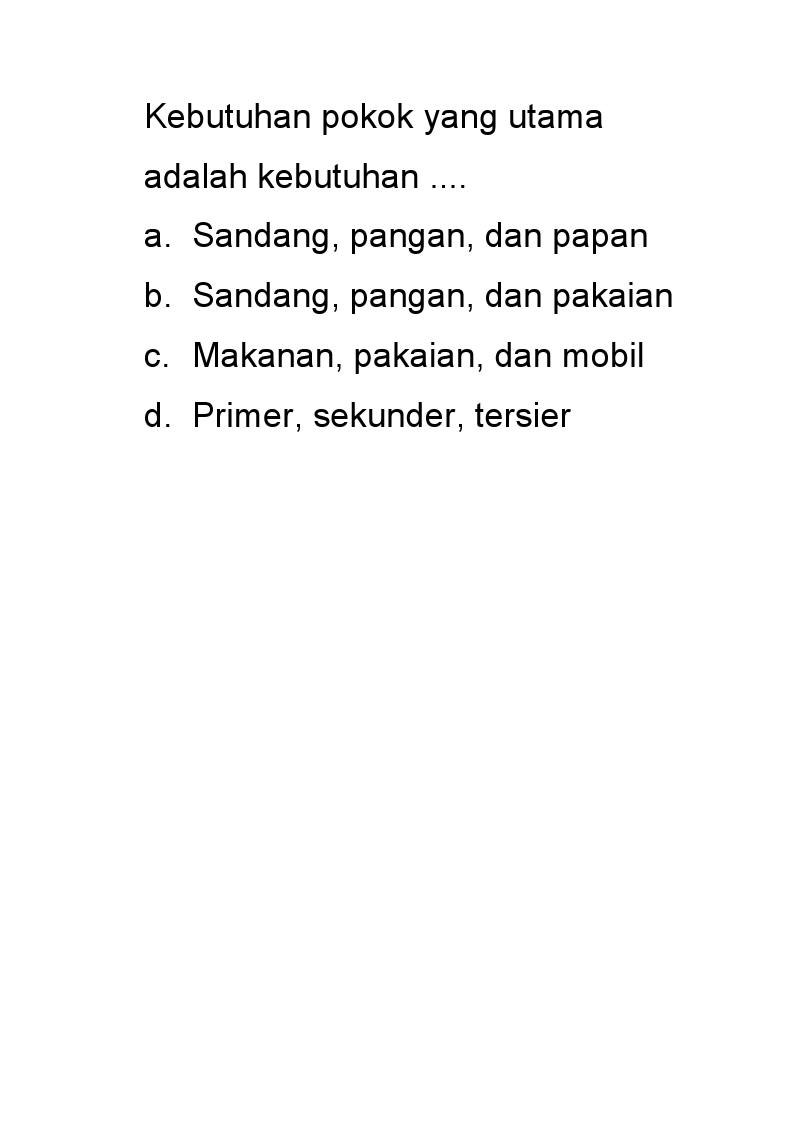 Kebutuhan pokok yang utama
adalah kebutuhan ....
a. Sandang, pangan, dan papan
b. Sandang, pangan, dan pakaian
c. Makanan, pakaian, dan mobil
d. Primer, sekunder, tersier